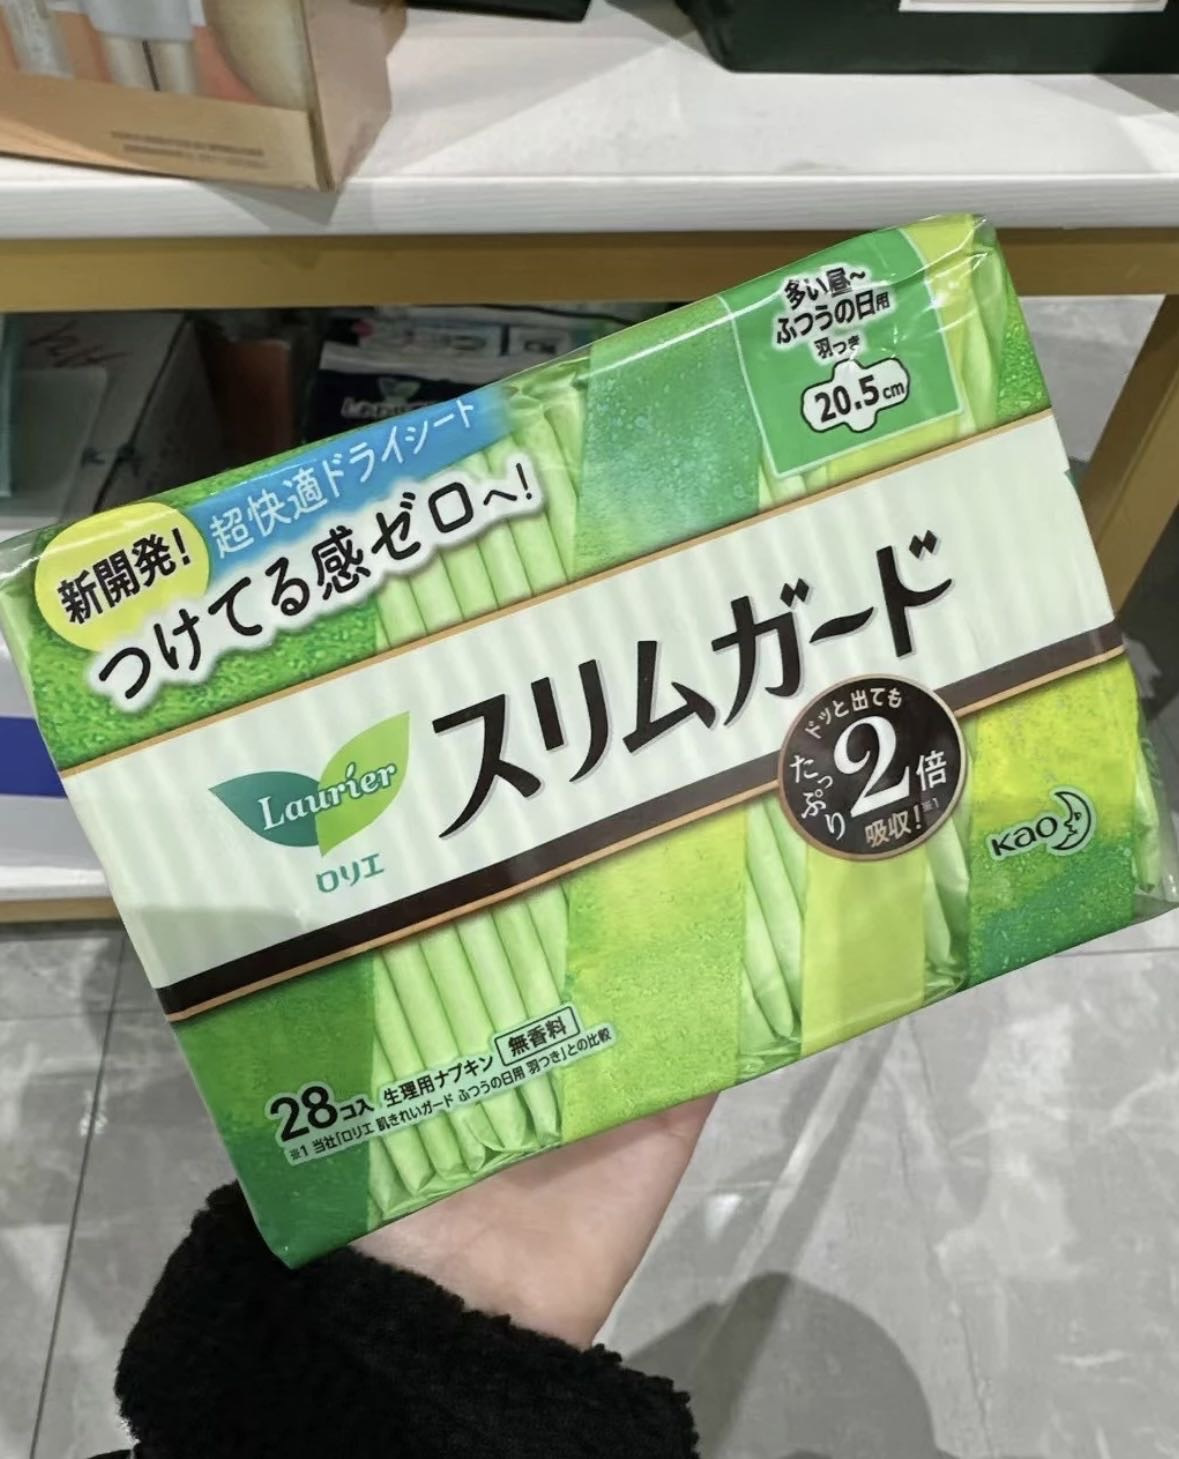 多い昼～
ふつうの日用
羽つき
20.5cm
新開発！
超快適ドライシート
つけてる感ゼロへ！
スリムガード
Laurier
ロリエ
ドッと出ても
たっぷり
2倍
吸収！※1
Kao
28コ入 生理用ナプキン 無香料
※1 当社「ロリエ 肌きれいガード ふつうの日用 羽つき」との比較